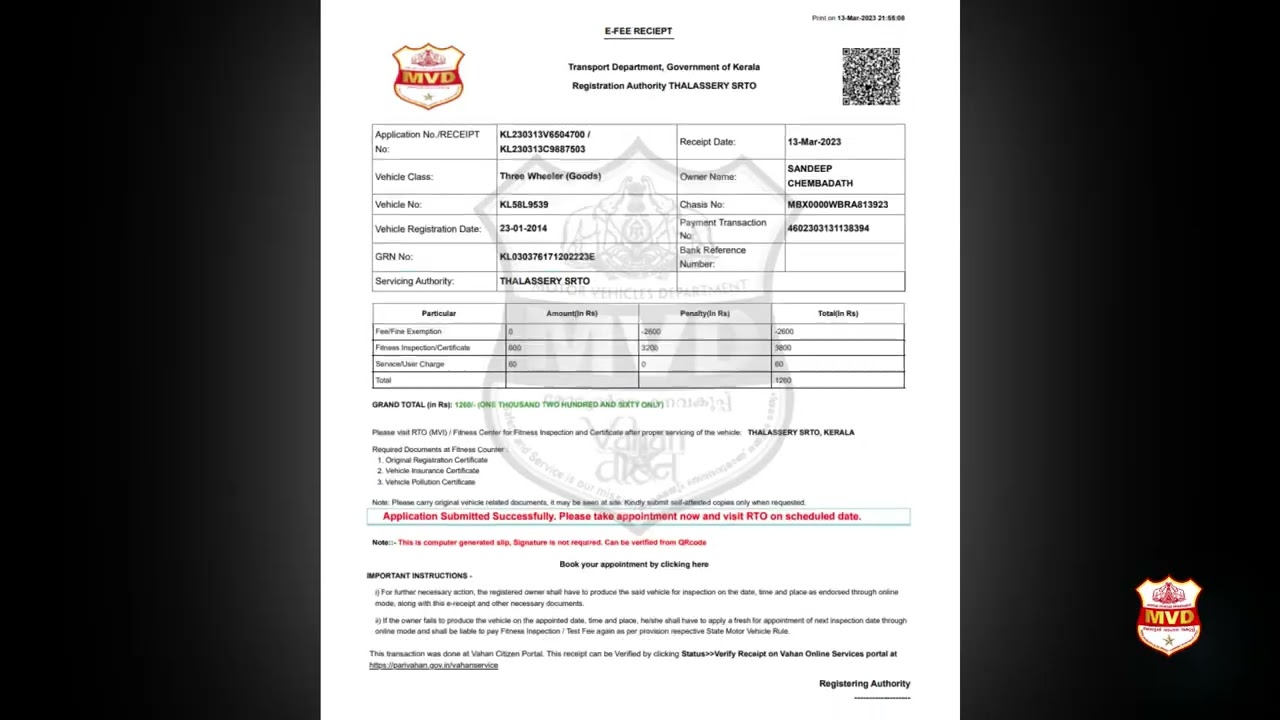 Print on 13-Mar-2023 21:55:08
E-FEE RECIEPT
MVD
Transport Department, Government of Kerala
Registration Authority THALASSERY SRTO
Application No./RECEIPT No: KL230313V6504700 / KL230313C9887503 Receipt Date: 13-Mar-2023
Vehicle Class: Three Wheeler (Goods) Owner Name: SANDEEP CHEMBADATH
Vehicle No: KL58L9539 Chasis No: MBX0000WBRA813923
Vehicle Registration Date: 23-01-2014 Payment Transaction No: 4602303131138394
GRN No: KL030376171202223E Bank Reference Number:
Servicing Authority: THALASSERY SRTO
MOTOR VEHICLES DEPARTMENT
MVD
Particular Amount(In Rs) Penalty(In Rs) Total(In Rs)
Fee/Fine Exemption 0 -2600 -2600
Fitness Inspection/Certificate 600 3200 3800
Service/User Charge 60 0 60
Total 1260
GRAND TOTAL (in Rs): 1260/- (ONE THOUSAND TWO HUNDRED AND SIXTY ONLY)
Please visit RTO (MVI) / Fitness Center for Fitness Inspection and Certificate after proper servicing of the vehicle: THALASSERY SRTO, KERALA
Vahan
Required Documents at Fitness Counter :
1. Original Registration Certificate
2. Vehicle Insurance Certificate
3. Vehicle Pollution Certificate
Note: Please carry original vehicle related documents, it may be seen at site. Kindly submit self-attested copies only when requested.
Application Submitted Successfully. Please take appointment now and visit RTO on scheduled date.
Note::- This is computer generated slip, Signature is not required. Can be verified from QRcode
Book your appointment by clicking here
IMPORTANT INSTRUCTIONS -
i) For further necessary action, the registered owner shall have to produce the said vehicle for inspection on the date, time and place as endorsed through online
mode, along with this e-receipt and other necessary documents.
ii) If the owner fails to produce the vehicle on the appointed date, time and place, he/she shall have to apply a fresh for appointment of next inspection date through
online mode and shall be liable to pay Fitness Inspection / Test Fee again as per provision respective State Motor Vehicle Rule.
This transaction was done at Vahan Citizen Portal. This receipt can be Verified by clicking Status>>Verify Receipt on Vahan Online Services portal at
https://parivahan.gov.in/vahanservice
Registering Authority
MVD